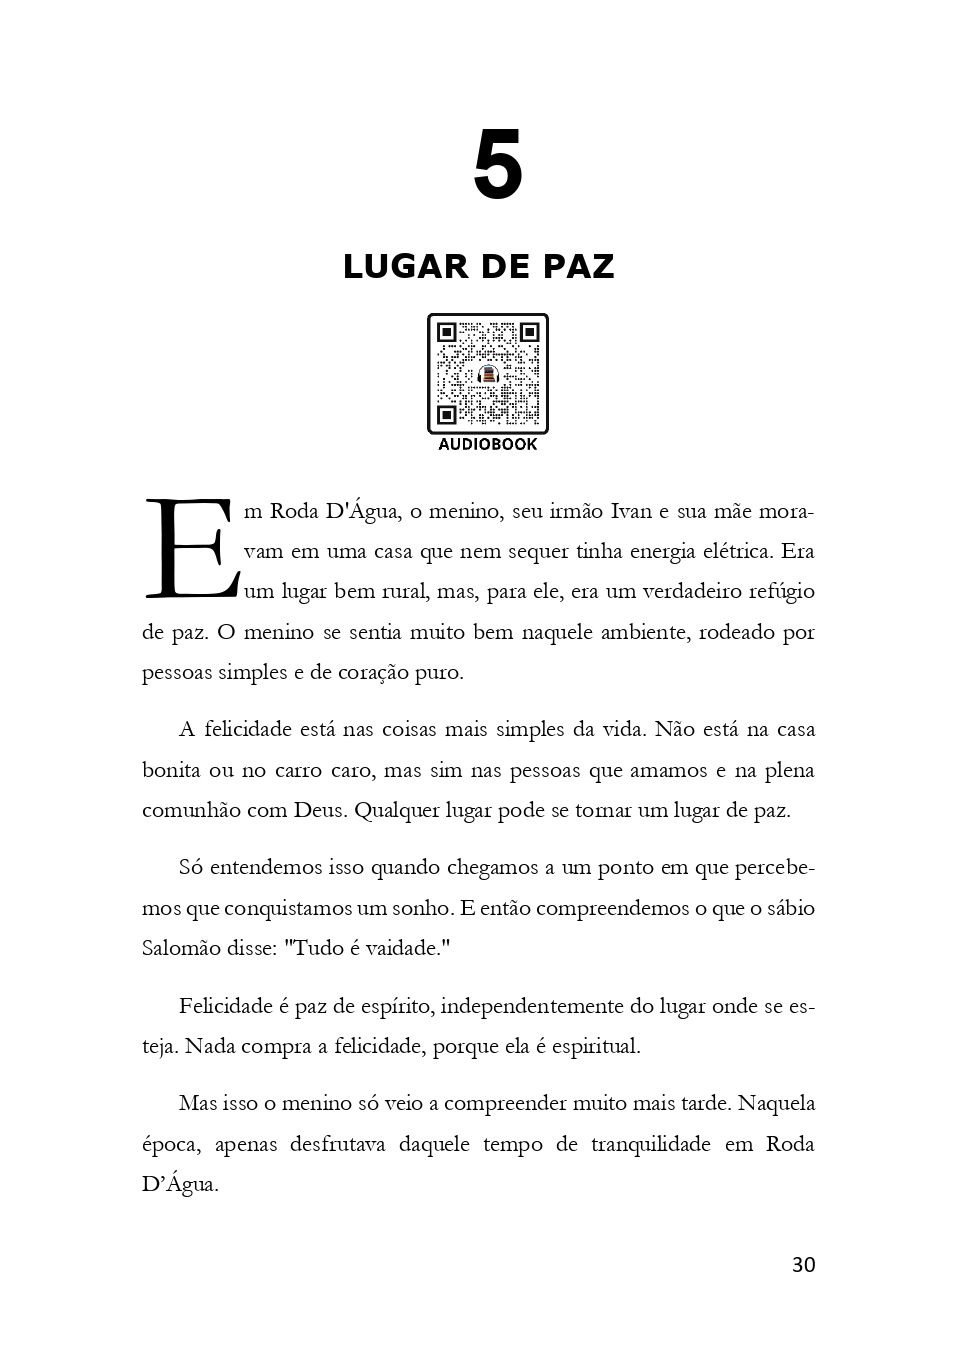 5
LUGAR DE PAZ
AUDIOBOOK
Em Roda D'Água, o menino, seu irmão Ivan e sua mãe mora-
vam em uma casa que nem sequer tinha energia elétrica. Era
um lugar bem rural, mas, para ele, era um verdadeiro refúgio
de paz. O menino se sentia muito bem naquele ambiente, rodeado por
pessoas simples e de coração puro.
A felicidade está nas coisas mais simples da vida. Não está na casa
bonita ou no carro caro, mas sim nas pessoas que amamos e na plena
comunhão com Deus. Qualquer lugar pode se tornar um lugar de paz.
Só entendemos isso quando chegamos a um ponto em que percebe-
mos que conquistamos um sonho. E então compreendemos o que o sábio
Salomão disse: "Tudo é vaidade."
Felicidade é paz de espírito, independentemente do lugar onde se es-
teja. Nada compra a felicidade, porque ela é espiritual.
Mas isso o menino só veio a compreender muito mais tarde. Naquela
época, apenas desfrutava daquele tempo de tranquilidade em Roda
D’Água.
30